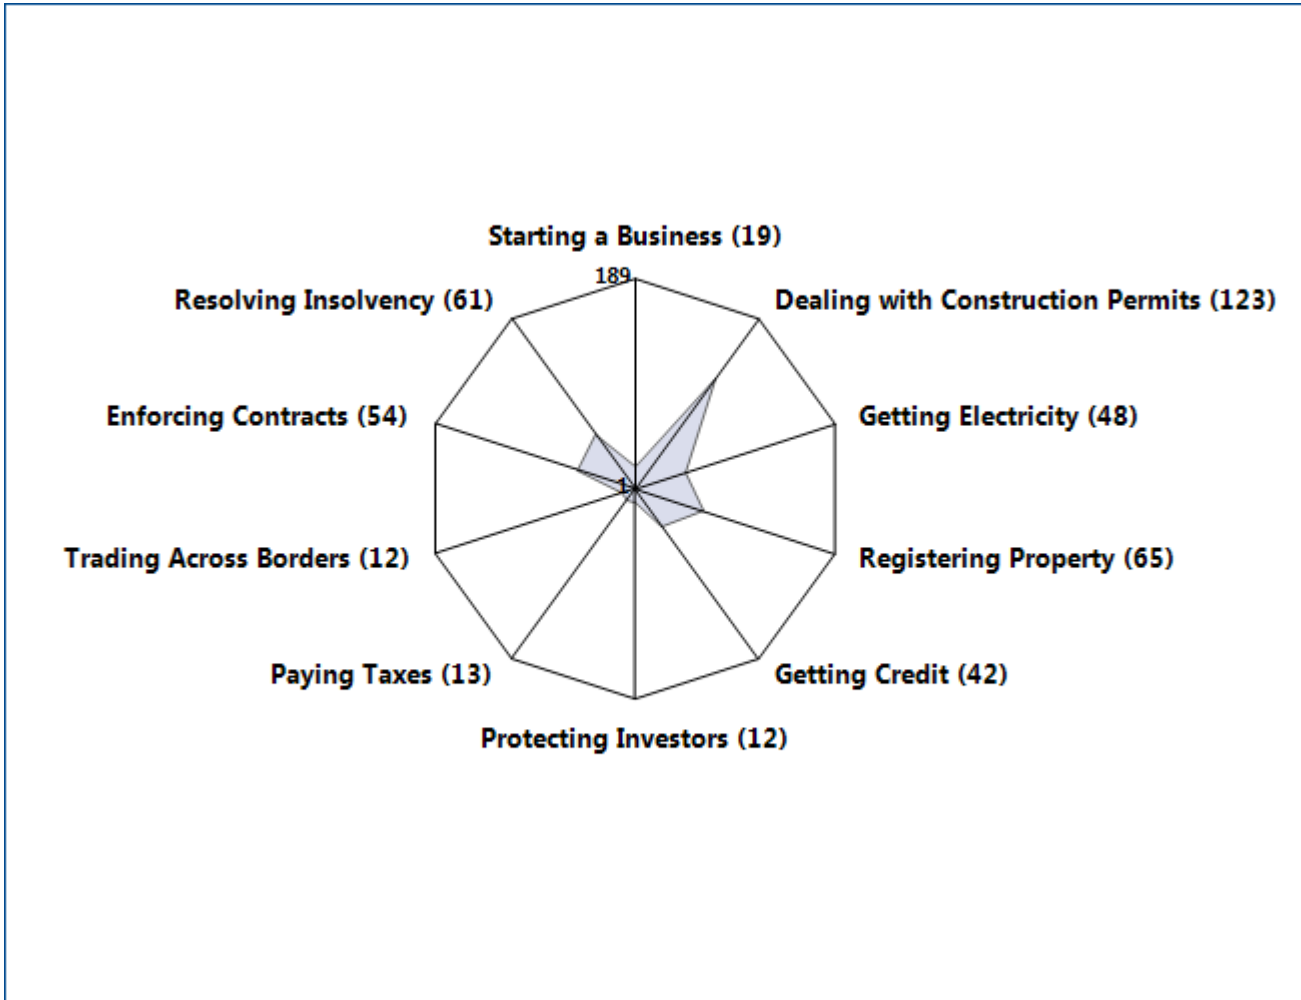 Starting a Business (19)
189
Resolving Insolvency (61)
Dealing with Construction Permits (123)
Enforcing Contracts (54)
Getting Electricity (48)
1
Trading Across Borders (12)
Registering Property (65)
Paying Taxes (13)
Getting Credit (42)
Protecting Investors (12)